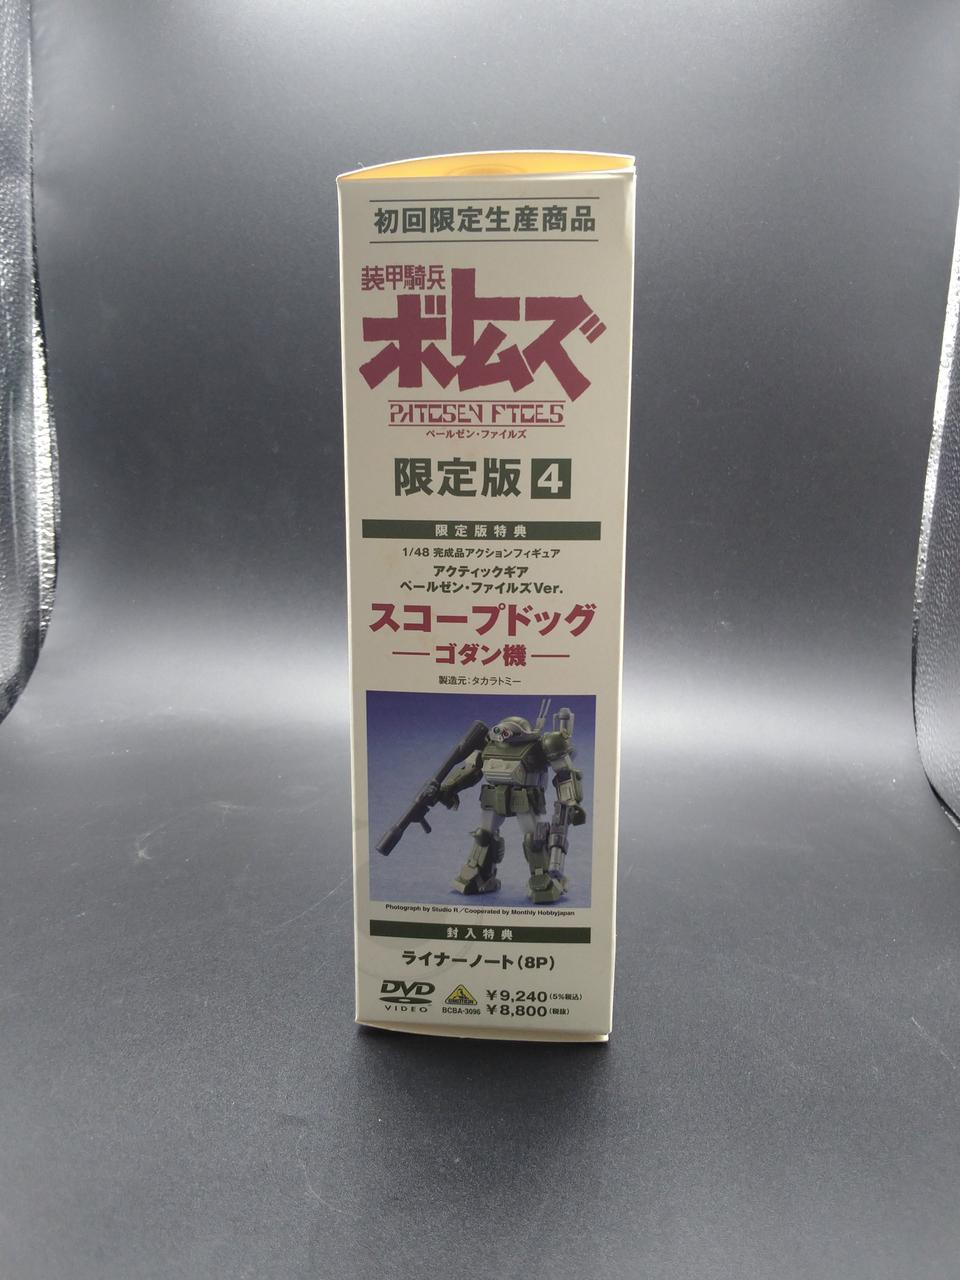 初回限定生産商品
装甲騎兵
ボトムズ
PAILSEN FILES
ペールゼン・ファイルズ
限定版 4
限定版特典
1/48 完成品アクションフィギュア
アクティックギア
ペールゼン・ファイルズVer.
スコープドッグ
―ゴダン機―
製造元:タカラトミー
Photograph by Studio R／Cooperated by Monthly Hobbyjapan
封入特典
ライナーノート(8P)
DVD
VIDEO
EMOTION
BCBA-3096
￥9,240(5%税込)
￥8,800(税抜)